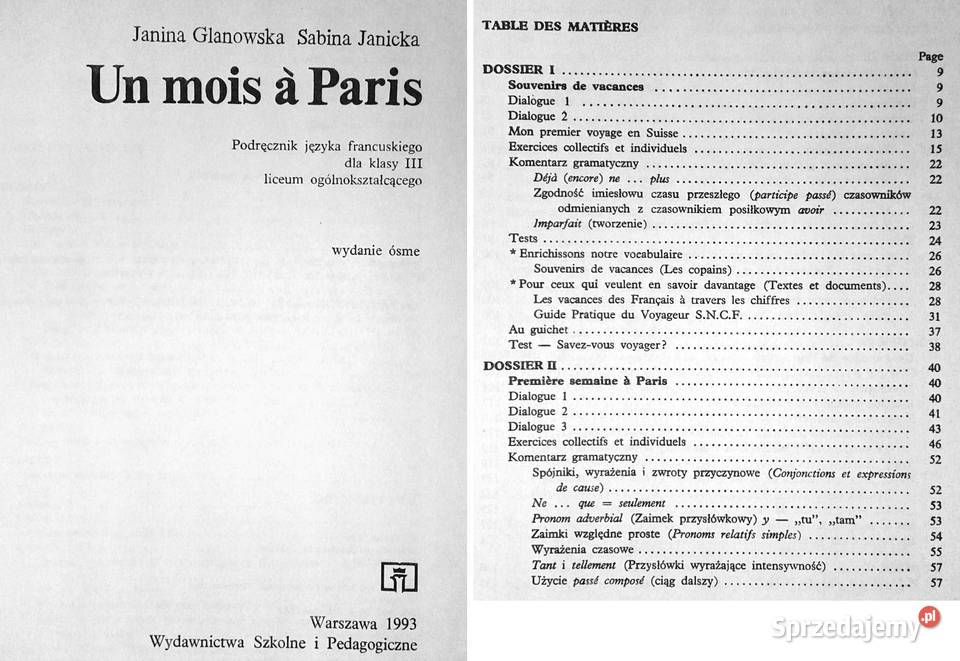 Janina Glanowska Sabina Janicka
Un mois à Paris
Podręcznik języka francuskiego
dla klasy III
liceum ogólnokształcącego
wydanie ósme
Warszawa 1993
Wydawnictwa Szkolne i Pedagogiczne
TABLE DES MATIÈRES
Page
DOSSIER I ........ 9
Souvenirs de vacances ........ 9
Dialogue 1 ........ 9
Dialogue 2 ........ 10
Mon premier voyage en Suisse ........ 13
Exercices collectifs et individuels ........ 15
Komentarz gramatyczny ........ 22
Déjà (encore) ne ... plus ........ 22
Zgodność imiesłowu czasu przeszłego (participe passé) czasowników
odmienianych z czasownikiem posiłkowym avoir ........ 22
Imparfait (tworzenie) ........ 23
Tests ........ 24
* Enrichissons notre vocabulaire ........ 26
Souvenirs de vacances (Les copains) ........ 26
* Pour ceux qui veulent en savoir davantage (Textes et documents).... 28
Les vacances des Français à travers les chiffres ........ 28
Guide Pratique du Voyageur S.N.C.F. ........ 31
Au guichet ........ 37
Test — Savez-vous voyager? ........ 38
DOSSIER II ........ 40
Première semaine à Paris ........ 40
Dialogue 1 ........ 40
Dialogue 2 ........ 41
Dialogue 3 ........ 43
Exercices collectifs et individuels ........ 46
Komentarz gramatyczny ........ 52
Spójniki, wyrażenia i zwroty przyczynowe (Conjonctions et expressions
de cause) ........ 52
Ne ... que = seulement ........ 53
Pronom adverbial (Zaimek przysłówkowy) y — „tu”, „tam” ....... 53
Zaimki względne proste (Pronoms relatifs simples) ........ 54
Wyrażenia czasowe ........ 55
Tant i tellement (Przysłówki wyrażające intensywność) ........ 57
Użycie passé composé (ciąg dalszy) ........ 57
Sprzedajemy.pl